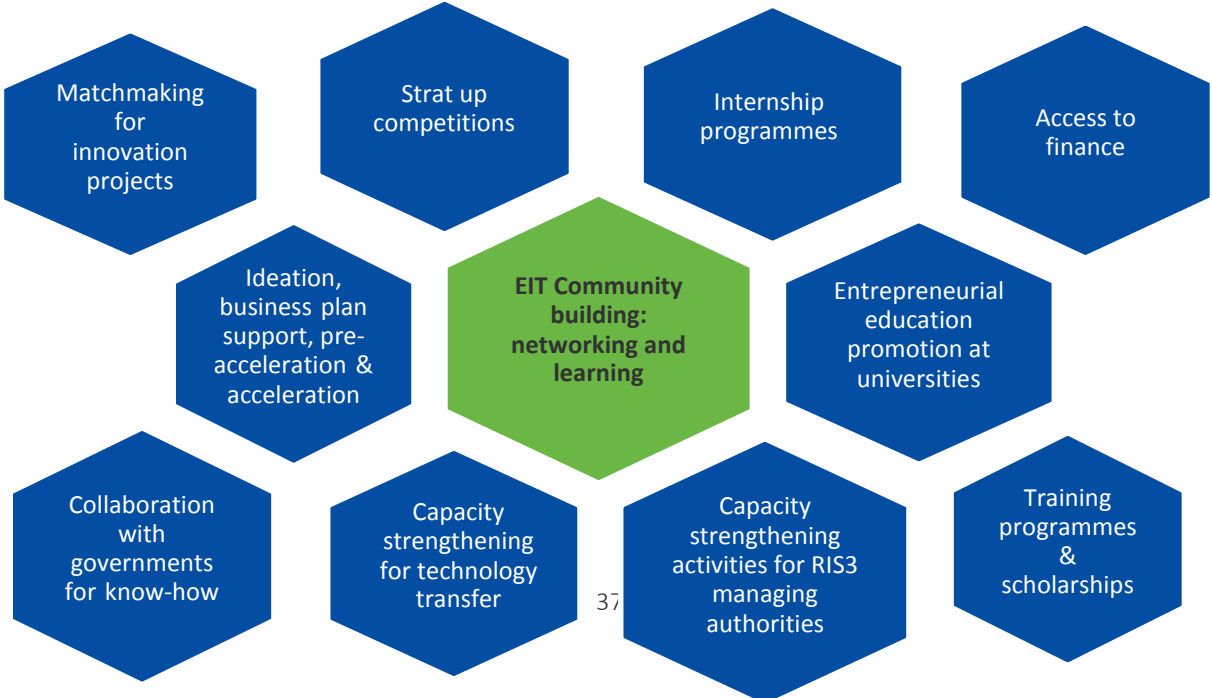 Matchmaking
for
innovation
projects
Strat up
competitions
Internship
programmes
Access to
finance
Ideation,
business plan
support, pre-
acceleration &
acceleration
EIT Community
building:
networking and
learning
Entrepreneurial
education
promotion at
universities
Collaboration
with
governments
for know-how
Capacity
strengthening
for technology
transfer
37
Capacity
strengthening
activities for RIS3
managing
authorities
Training
programmes
&
scholarships